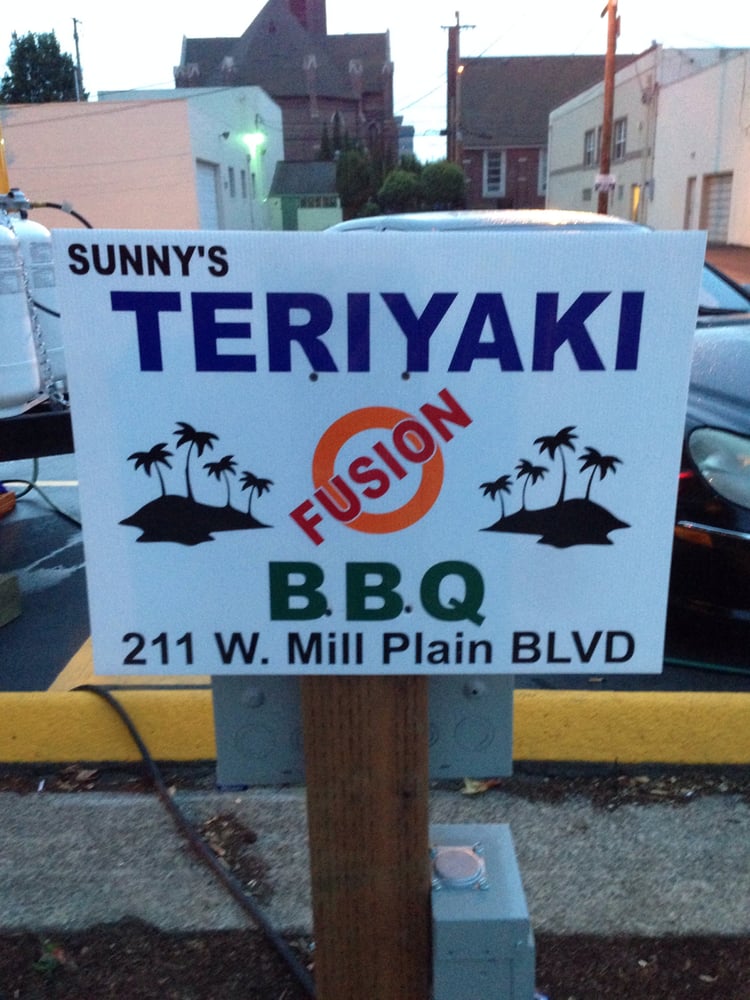 SUNNY'S
TERIYAKI
FUSION
B.B.Q
211 W. Mill Plain BLVD